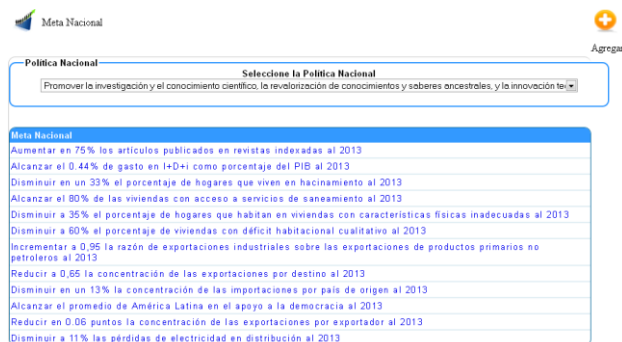 Meta Nacional
Agregar
Política Nacional
Seleccione la Política Nacional
Promover la investigación y el conocimiento científico, la revalorización de conocimientos y saberes ancestrales, y la innovación te
Meta Nacional
Aumentar en 75% los artículos publicados en revistas indexadas al 2013
Alcanzar el 0.44% de gasto en I+D+i como porcentaje del PIB al 2013
Disminuir en un 33% el porcentaje de hogares que viven en hacinamiento al 2013
Alcanzar el 80% de las viviendas con acceso a servicios de saneamiento al 2013
Disminuir a 35% el porcentaje de hogares que habitan en viviendas con características físicas inadecuadas al 2013
Disminuir a 60% el porcentaje de viviendas con déficit habitacional cualitativo al 2013
Incrementar a 0,95 la razón de exportaciones industriales sobre las exportaciones de productos primarios no
petroleros al 2013
Reducir a 0,65 la concentración de las exportaciones por destino al 2013
Disminuir en un 13% la concentración de las importaciones por país de origen al 2013
Alcanzar el promedio de América Latina en el apoyo a la democracia al 2013
Reducir en 0.06 puntos la concentración de las exportaciones por exportador al 2013
Disminuir a 11% las pérdidas de electricidad en distribución al 2013